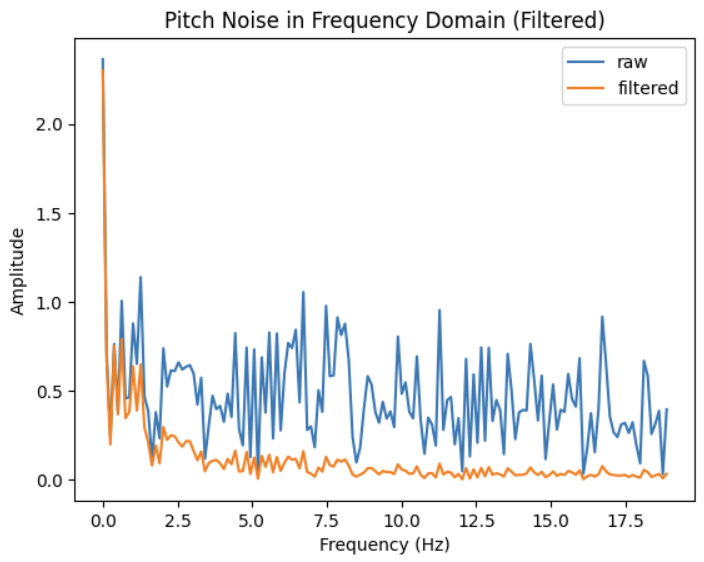 Pitch Noise in Frequency Domain (Filtered)
raw
filtered
2.0
1.5
1.0
0.5
0.0
Amplitude
0.0 2.5 5.0 7.5 10.0 12.5 15.0 17.5
Frequency (Hz)